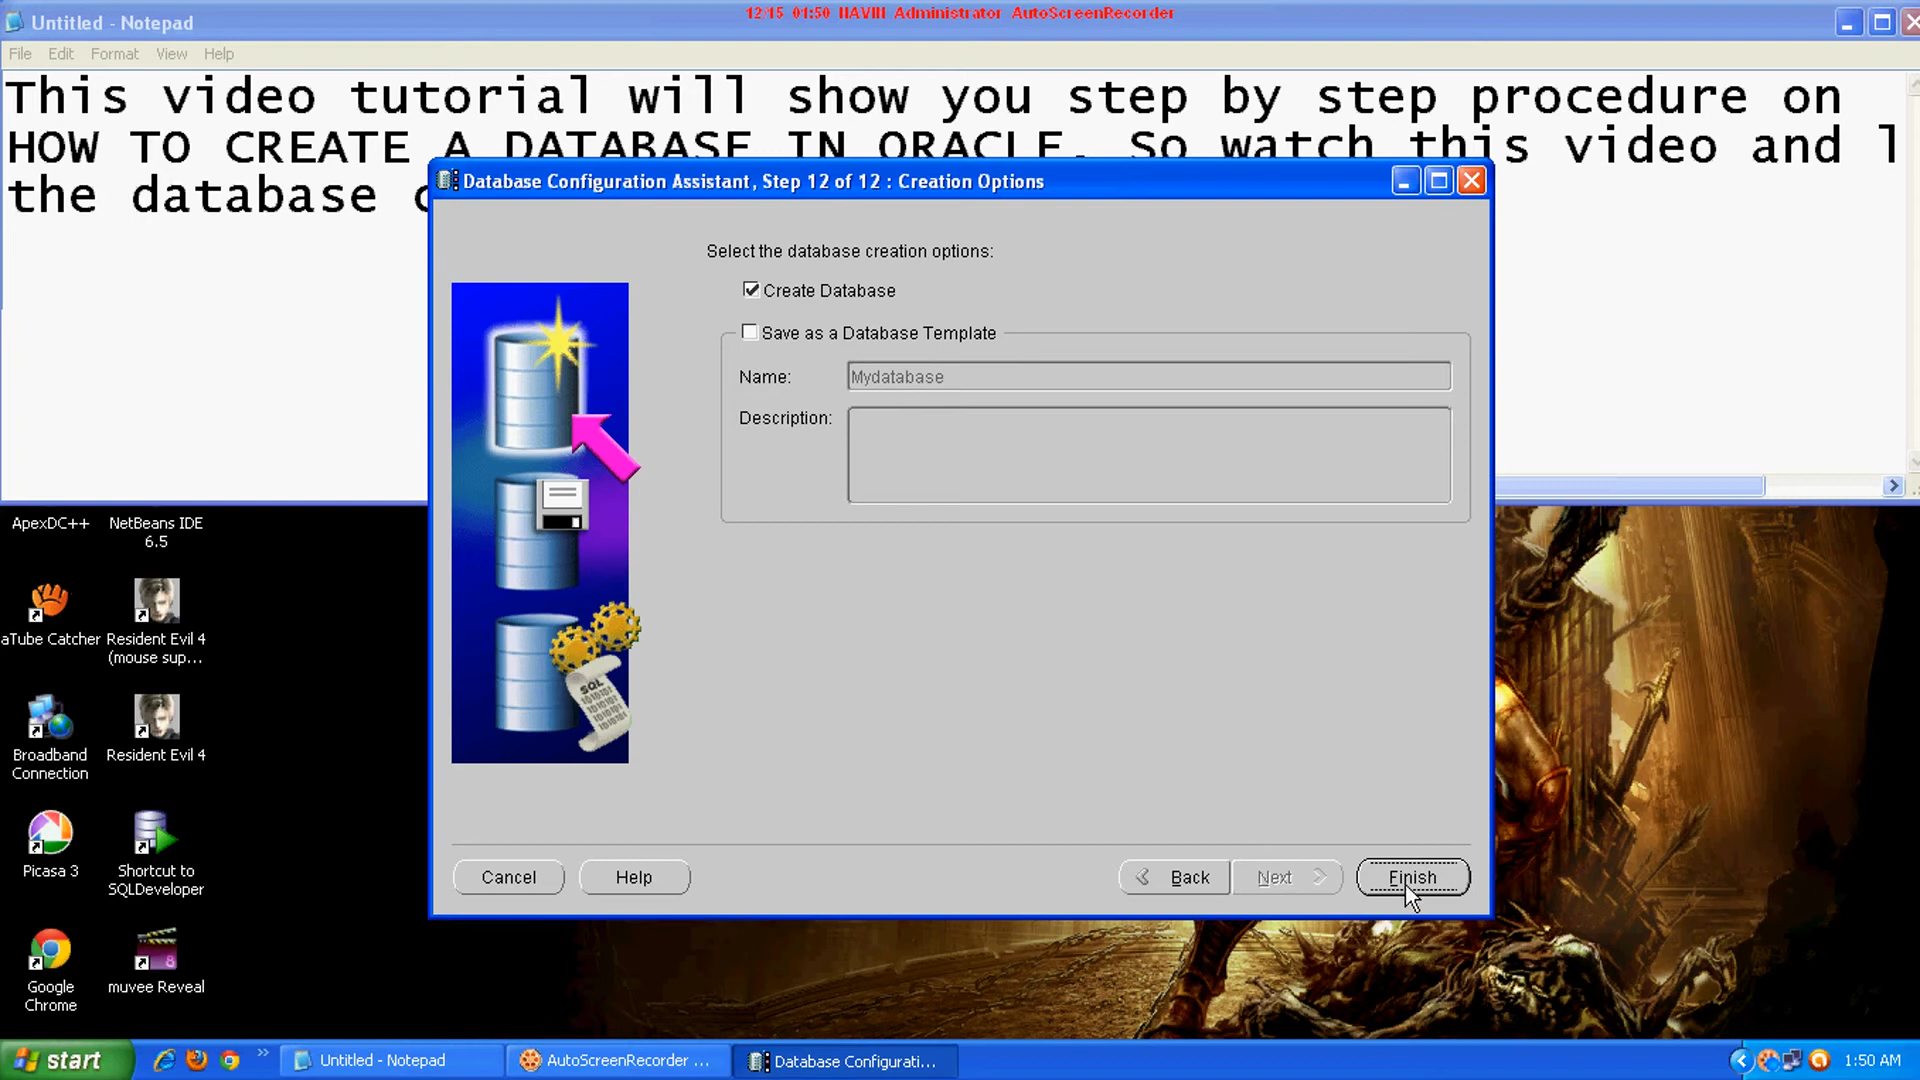 Untitled - Notepad
12/15 01:50 NAVIN Administrator AutoScreenRecorder
File Edit Format View Help
This video tutorial will show you step by step procedure on
HOW TO CREATE A DATABASE IN ORACLE. So watch this video and l
the database
Database Configuration Assistant, Step 12 of 12 : Creation Options
Select the database creation options:
Create Database
Save as a Database Template
Name: Mydatabase
Description:
SQL
Cancel Help Back Next Finish
ApexDC++ NetBeans IDE
6.5
aTube Catcher Resident Evil 4
(mouse sup...
Broadband
Connection
Resident Evil 4
Picasa 3
Shortcut to
SQLDeveloper
Google
Chrome
muvee Reveal
start Untitled - Notepad AutoScreenRecorder ... Database Configurati... 1:50 AM